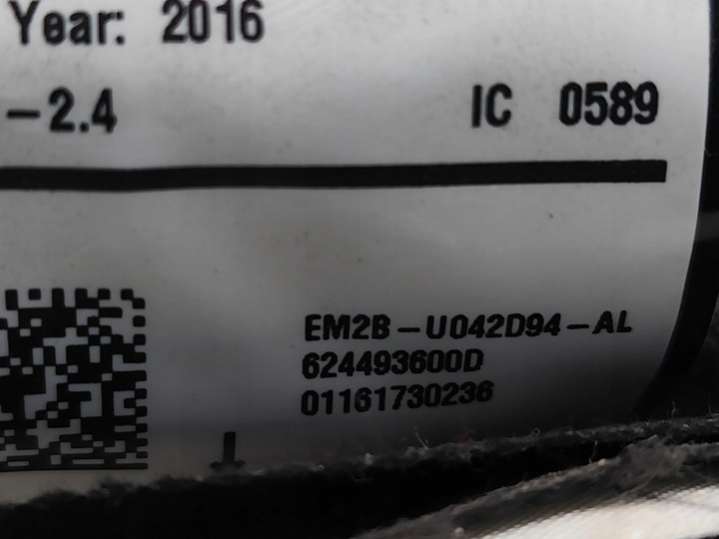 Year: 2016
-2.4 IC 0589
EM2B-U042D94-AL
624493600D
01161730236